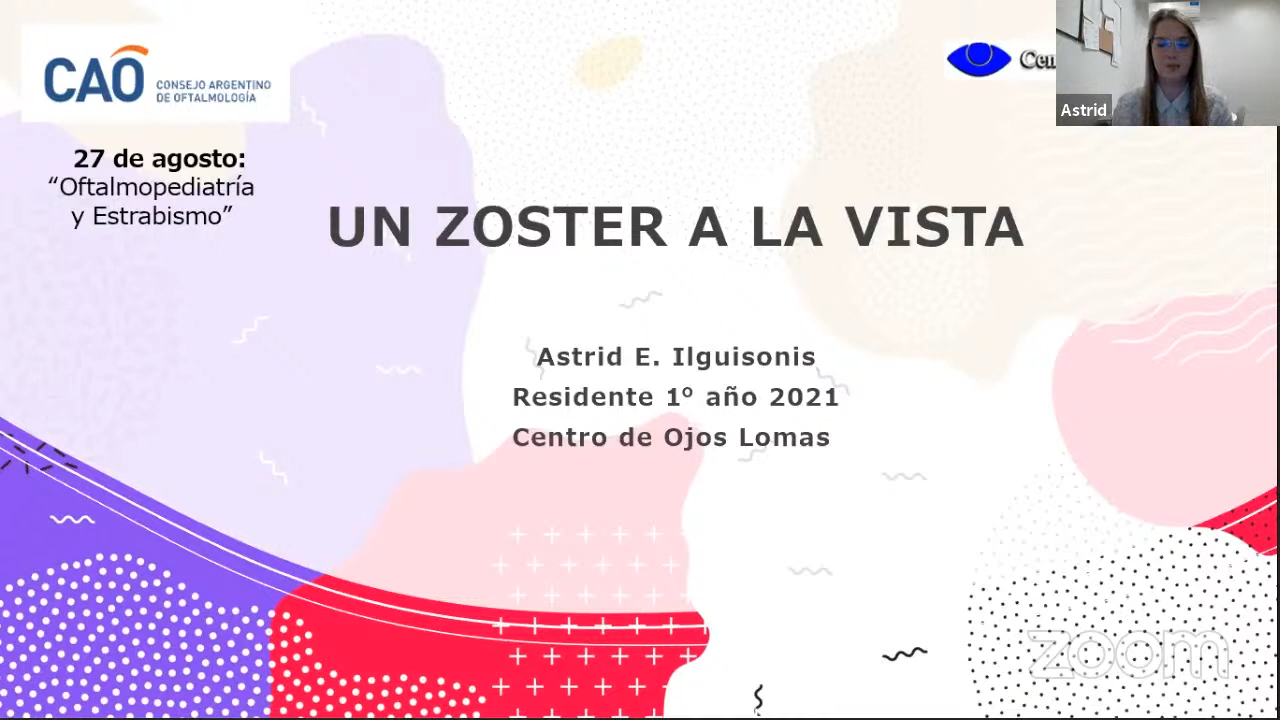 CAO
CONSEJO ARGENTINO
DE OFTALMOLOGÍA
27 de agosto:
“Oftalmopediatría
y Estrabismo”
Cen
Astrid
UN ZOSTER A LA VISTA
Astrid E. Ilguisonis
Residente 1º año 2021
Centro de Ojos Lomas
zoom